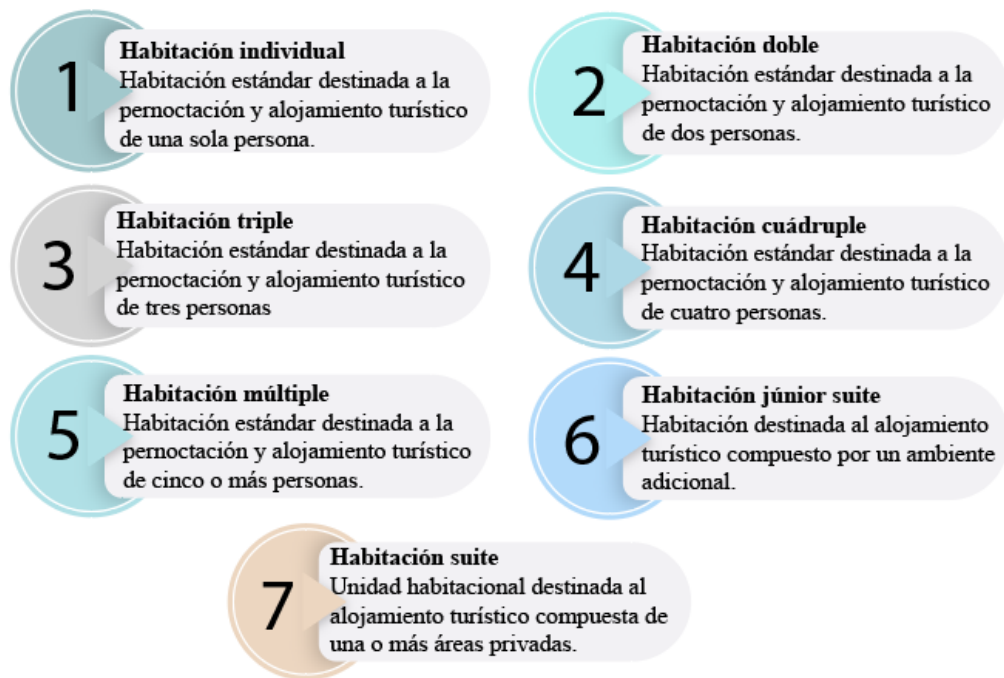 1
Habitación individual
Habitación estándar destinada a la
pernoctación y alojamiento turístico
de una sola persona.
2
Habitación doble
Habitación estándar destinada a la
pernoctación y alojamiento turístico
de dos personas.
3
Habitación triple
Habitación estándar destinada a la
pernoctación y alojamiento turístico
de tres personas
4
Habitación cuádruple
Habitación estándar destinada a la
pernoctación y alojamiento turístico
de cuatro personas.
5
Habitación múltiple
Habitación estándar destinada a la
pernoctación y alojamiento turístico
de cinco o más personas.
6
Habitación júnior suite
Habitación destinada al alojamiento
turístico compuesto por un ambiente
adicional.
7
Habitación suite
Unidad habitacional destinada al
alojamiento turístico compuesta de
una o más áreas privadas.